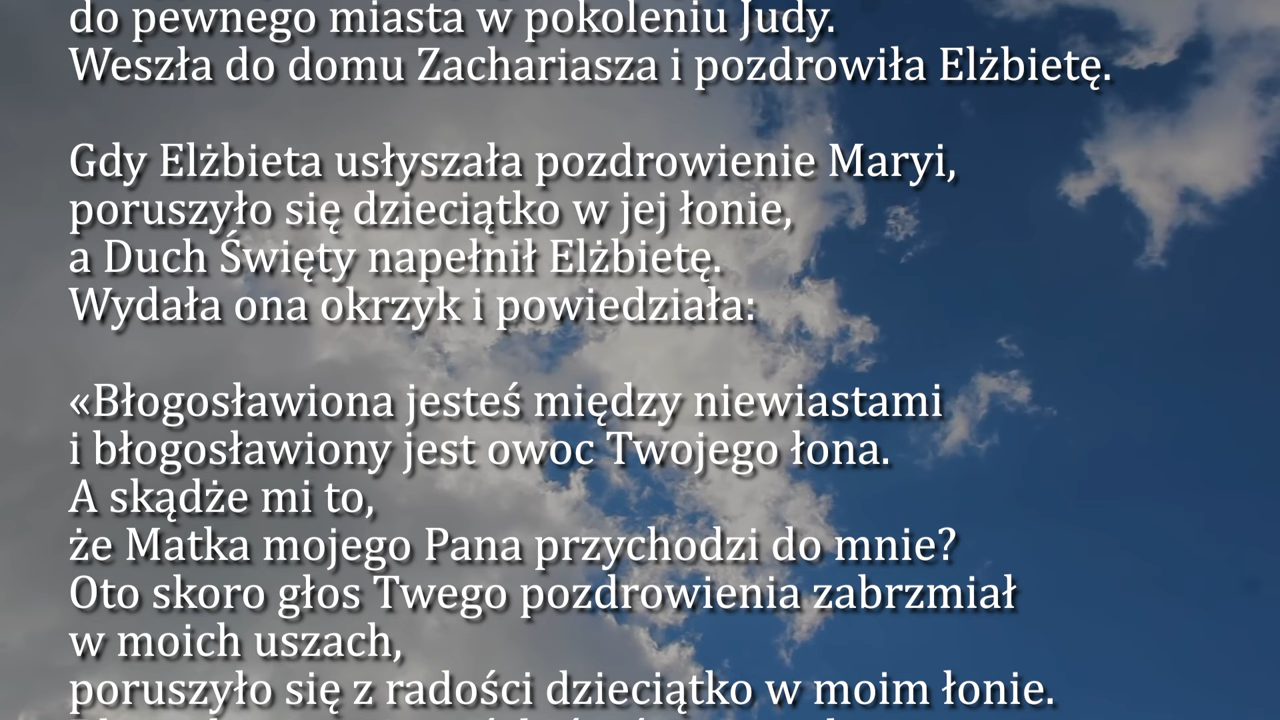 do pewnego miasta w pokoleniu Judy.
Weszła do domu Zachariasza i pozdrowiła Elżbietę.
Gdy Elżbieta usłyszała pozdrowienie Maryi,
poruszyło się dzieciątko w jej łonie,
a Duch Święty napełnił Elżbietę.
Wydała ona okrzyk i powiedziała:
«Błogosławiona jesteś między niewiastami
i błogosławiony jest owoc Twojego łona.
A skądże mi to,
że Matka mojego Pana przychodzi do mnie?
Oto skoro głos Twego pozdrowienia zabrzmiał
w moich uszach,
poruszyło się z radości dzieciątko w moim łonie.